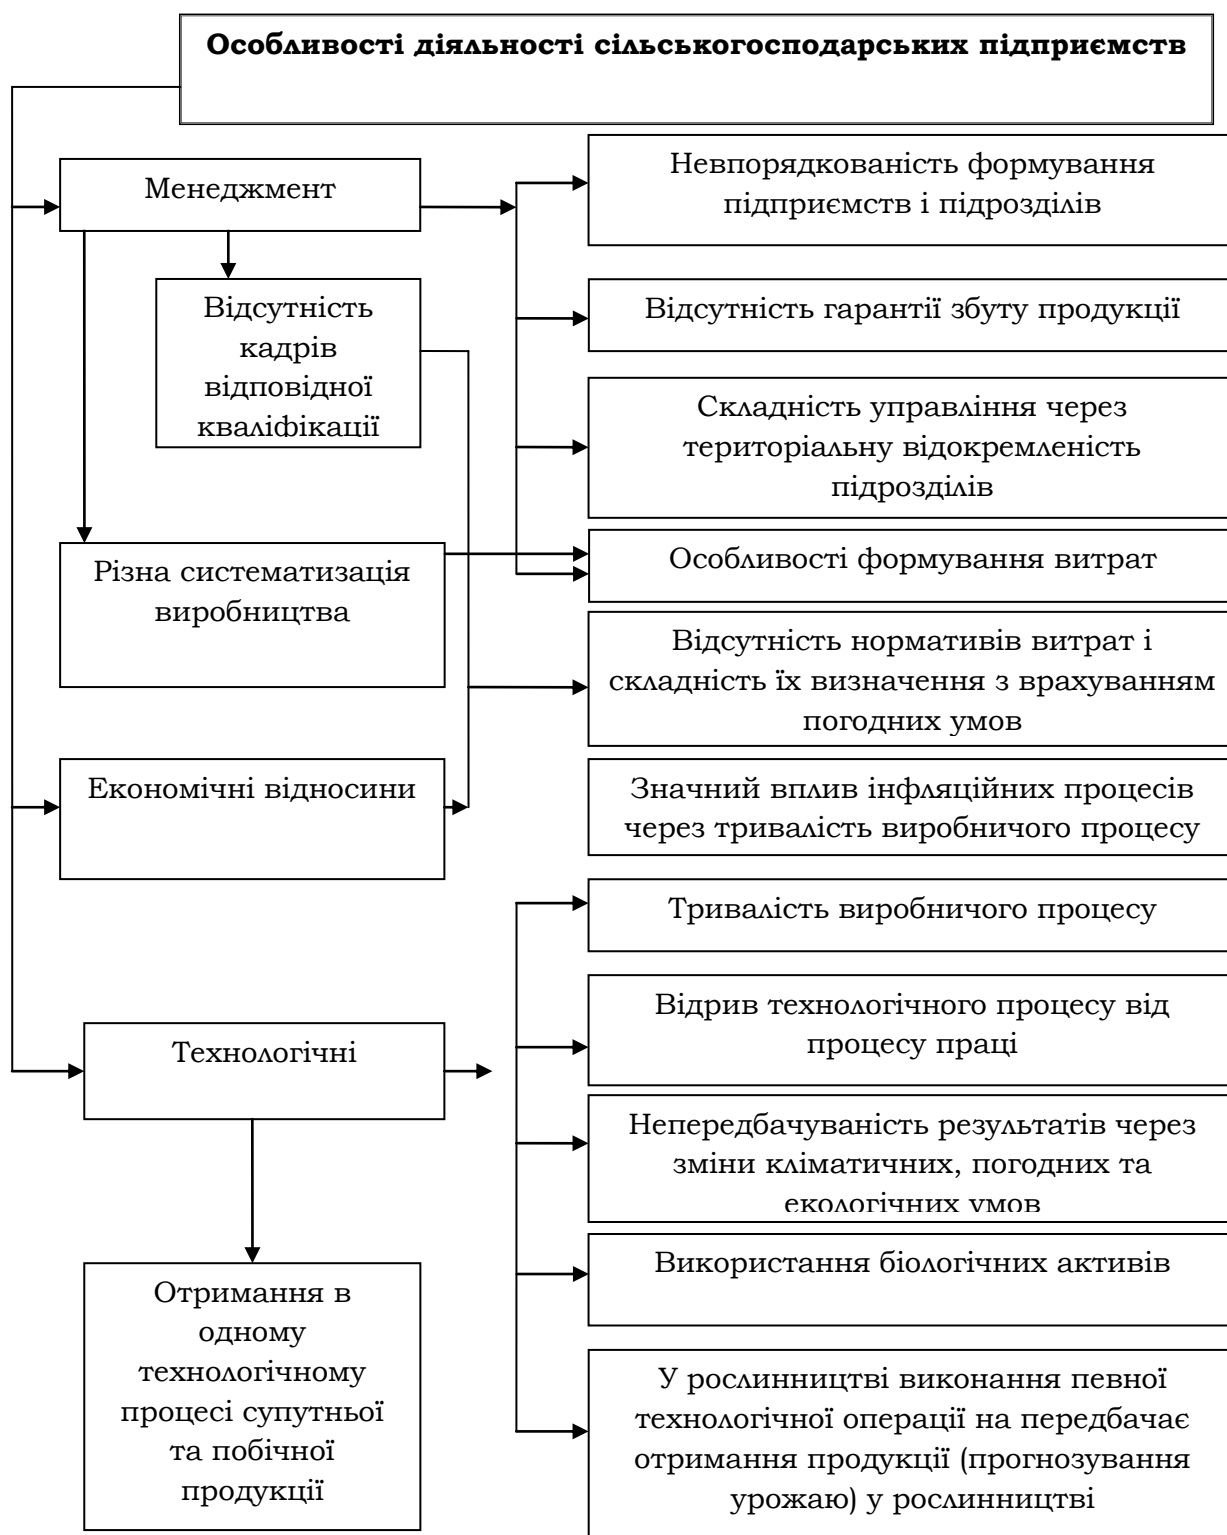 Особливості діяльності сільськогосподарських підприємств
Менеджмент
Невпорядкованість формування
підприємств і підрозділів
Відсутність
кадрів
відповідної
кваліфікації
Відсутність гарантії збуту продукції
Складність управління через
територіальну відокремленість
підрозділів
Різна систематизація
виробництва
Особливості формування витрат
Відсутність нормативів витрат і
складність їх визначення з врахуванням
погодних умов
Економічні відносини
Значний вплив інфляційних процесів
через тривалість виробничого процесу
Тривалість виробничого процесу
Відрив технологічного процесу від
процесу праці
Технологічні
Непередбачуваність результатів через
зміни кліматичних, погодних та
екологічних умов
Використання біологічних активів
Отримання в
одному
технологічному
процесі супутньої
та побічної
продукції
У рослинництві виконання певної
технологічної операції на передбачає
отримання продукції (прогнозування
урожаю) у рослинництві